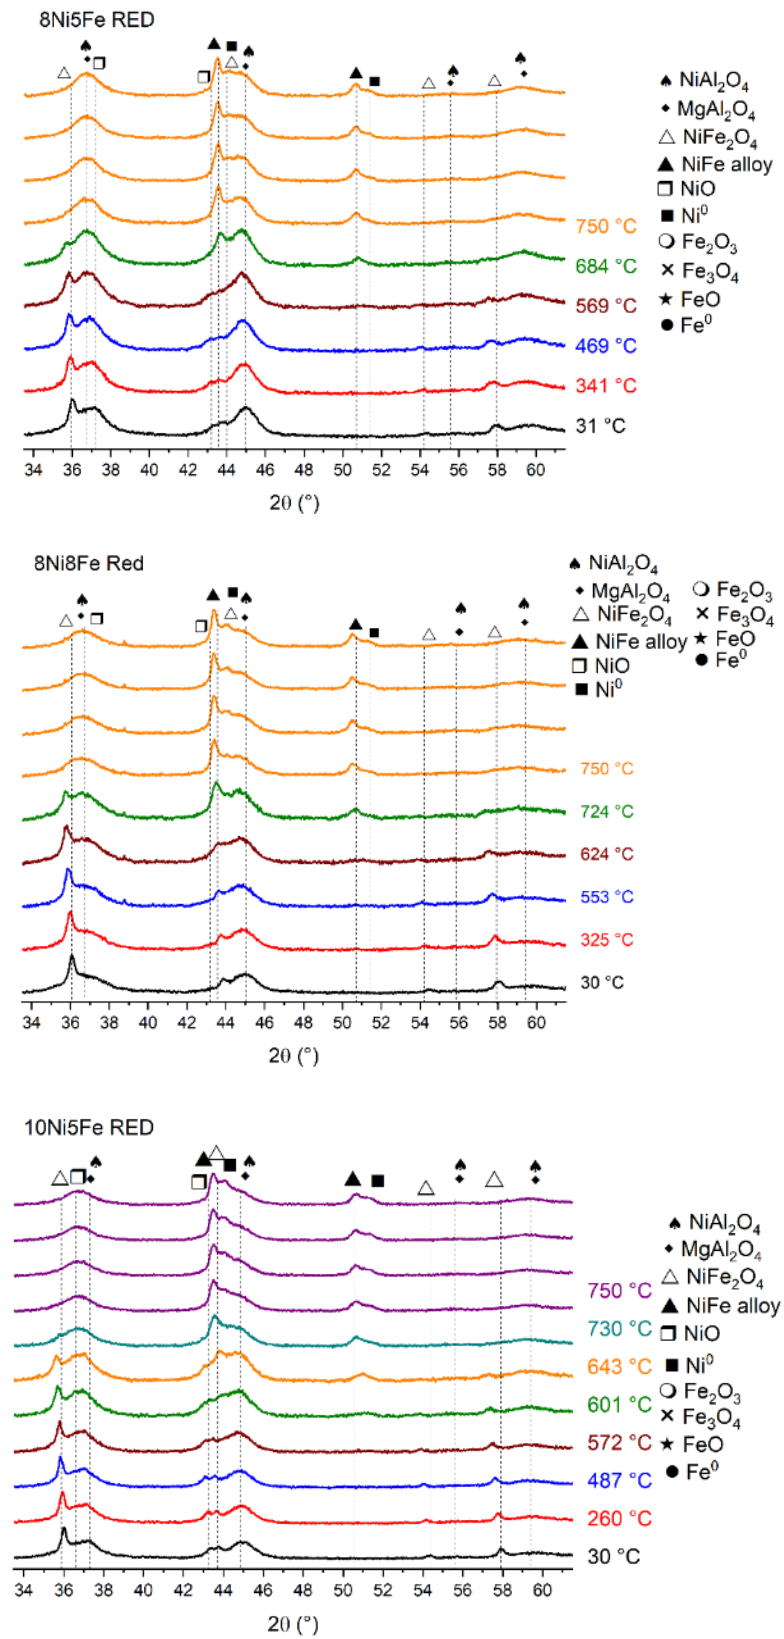 8Ni5Fe RED
NiAl₂O₄
MgAl₂O₄
NiFe₂O₄
NiFe alloy
NiO
Ni⁰
Fe₂O₃
Fe₃O₄
FeO
Fe⁰
750 °C
684 °C
569 °C
469 °C
341 °C
31 °C
34 36 38 40 42 44 46 48 50 52 54 56 58 60
2θ (°)
8Ni8Fe Red
NiAl₂O₄
MgAl₂O₄
NiFe₂O₄
NiFe alloy
NiO
Ni⁰
Fe₂O₃
Fe₃O₄
FeO
Fe⁰
750 °C
724 °C
624 °C
553 °C
325 °C
30 °C
34 36 38 40 42 44 46 48 50 52 54 56 58 60
2θ (°)
10Ni5Fe RED
NiAl₂O₄
MgAl₂O₄
NiFe₂O₄
NiFe alloy
NiO
Ni⁰
Fe₂O₃
Fe₃O₄
FeO
Fe⁰
750 °C
730 °C
643 °C
601 °C
572 °C
487 °C
260 °C
30 °C
34 36 38 40 42 44 46 48 50 52 54 56 58 60
2θ (°)